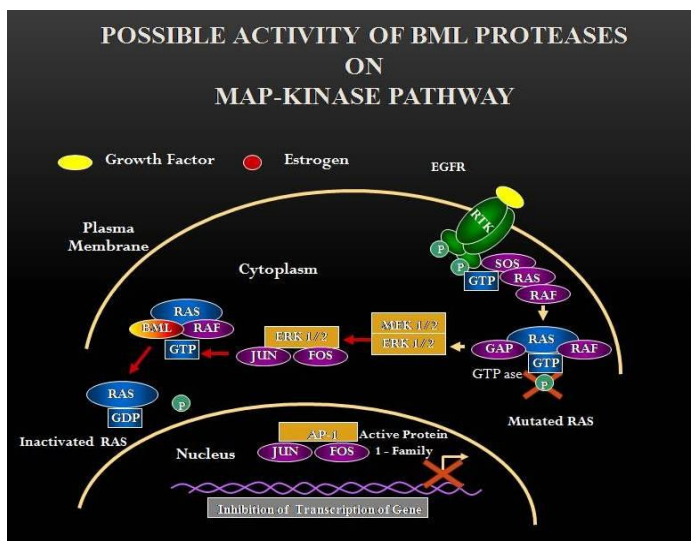 POSSIBLE ACTIVITY OF BML PROTEASES
ON
MAP-KINASE PATHWAY
Growth Factor
Estrogen
EGFR
Plasma
Membrane
RTK
P
P
SOS
GTP
RAS
RAF
Cytoplasm
RAS
BML
RAF
GTP
ERK 1/2
JUN
FOS
MEK 1/2
ERK 1/2
GAP
RAS
RAF
GTP
GTP ase
P
Mutated RAS
RAS
GDP
P
Inactivated RAS
Nucleus
AP-1
JUN
FOS
Active Protein
1 - Family
Inhibition of Transcription of Gene